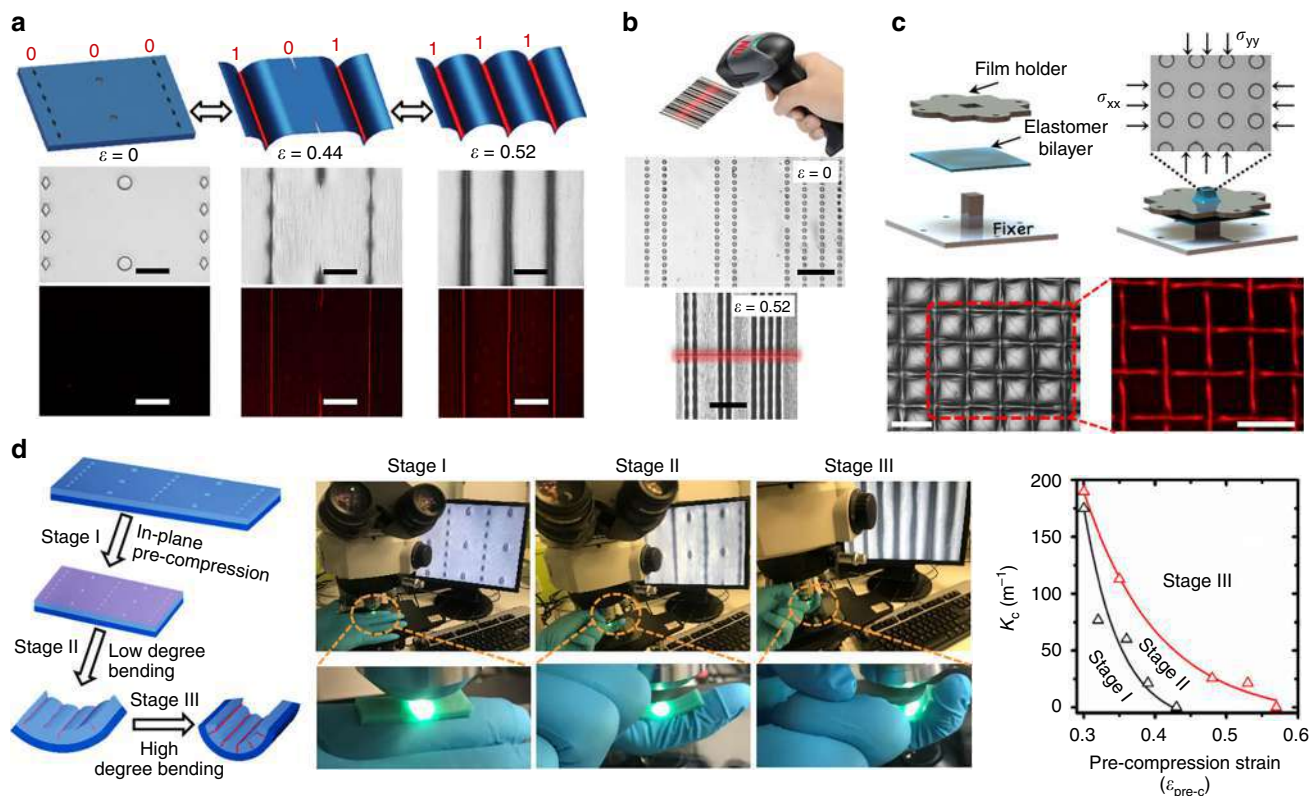 a
0 0 0
1 0 1
1 1 1
ε = 0
ε = 0.44
ε = 0.52
b
ε = 0
ε = 0.52
c
Film holder
Elastomer
bilayer
Fixer
σyy
σxx
d
Stage I
In-plane
pre-compression
Stage II
Low degree
bending
Stage III
High
degree bending
Stage I
Stage II
Stage III
200
150
100
50
0
Kc (m⁻¹)
Stage I
Stage II
Stage III
0.3 0.4 0.5 0.6
Pre-compression strain
(εpre-c)